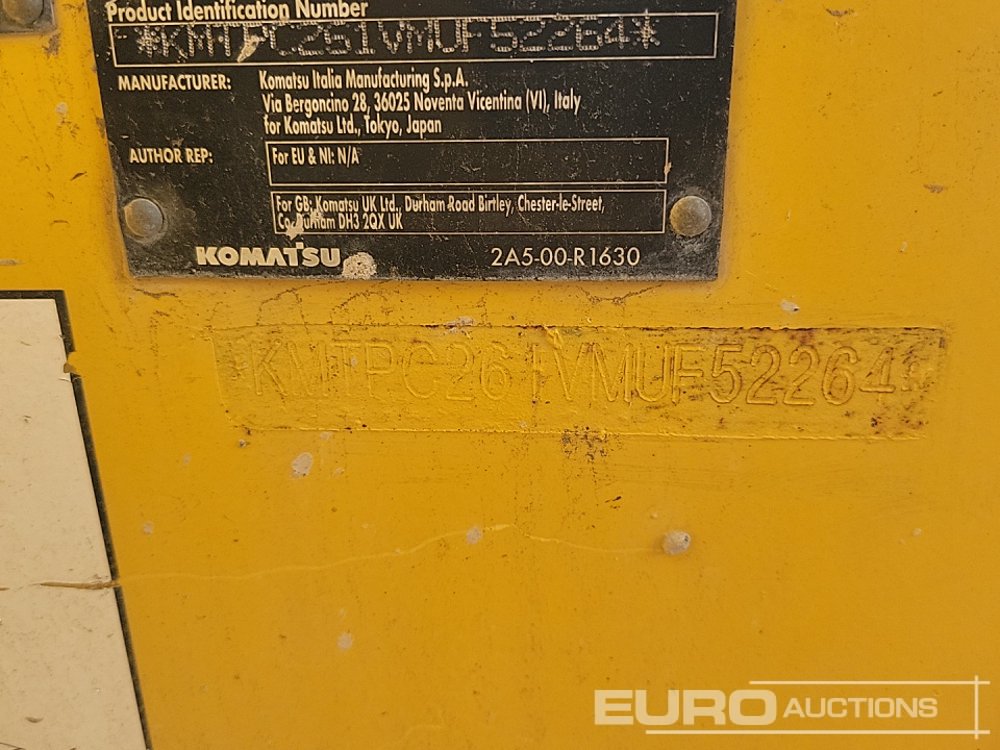 Product Identification Number
*KMTPC261VMUF52264*
MANUFACTURER: Komatsu Italia Manufacturing S.p.A.
Via Bergoncino 28, 36025 Noventa Vicentina (VI), Italy
for Komatsu Ltd., Tokyo, Japan
AUTHOR REP: For EU & NI: N/A
For GB: Komatsu UK Ltd., Durham Road Birtley, Chester-le-Street,
Co. Durham DH3 2QX UK
KOMATSU 2A5-00-R1630
*KMTPC261VMUF52264*
EURO AUCTIONS